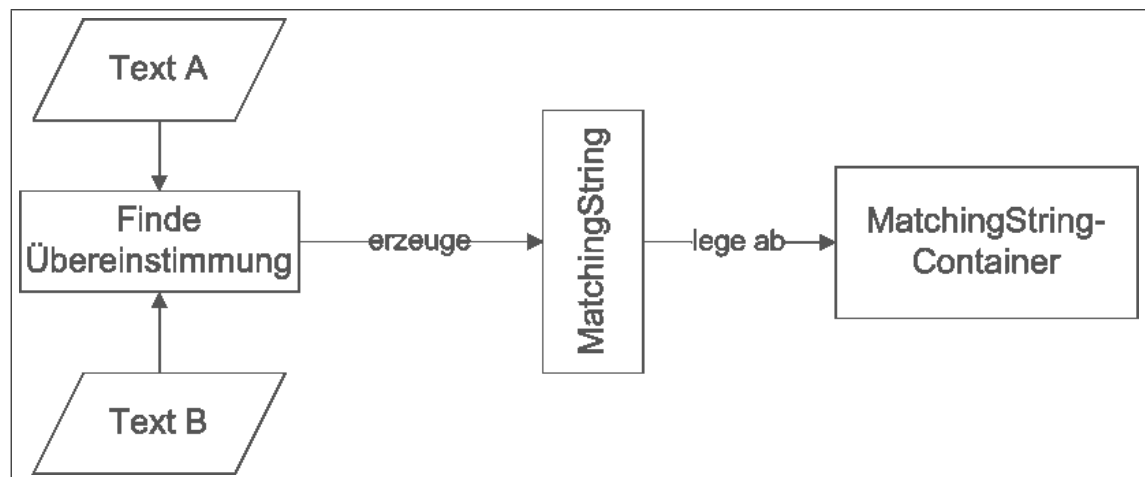 Text A
Finde
Übereinstimmung
Text B
erzeuge
MatchingString
lege ab
MatchingString-
Container